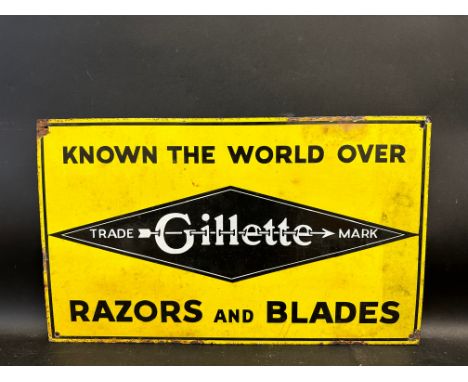 KNOWN THE WORLD OVER
TRADE Gillette MARK
RAZORS AND BLADES